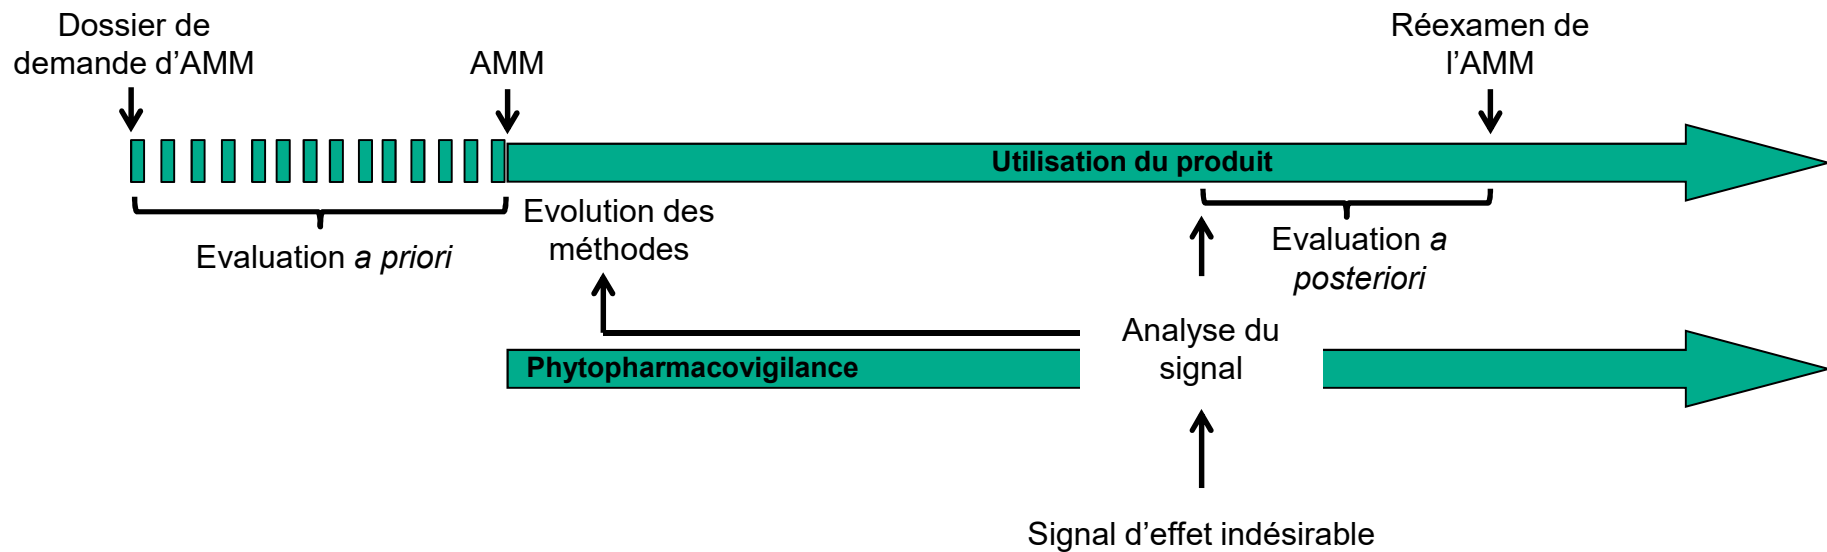 Dossier de
demande d'AMM
AMM
Réexamen de
l'AMM
Utilisation du produit
Evaluation a priori
Evolution des
méthodes
Evaluation a
posteriori
Analyse du
signal
Phytopharmacovigilance
Signal d'effet indésirable